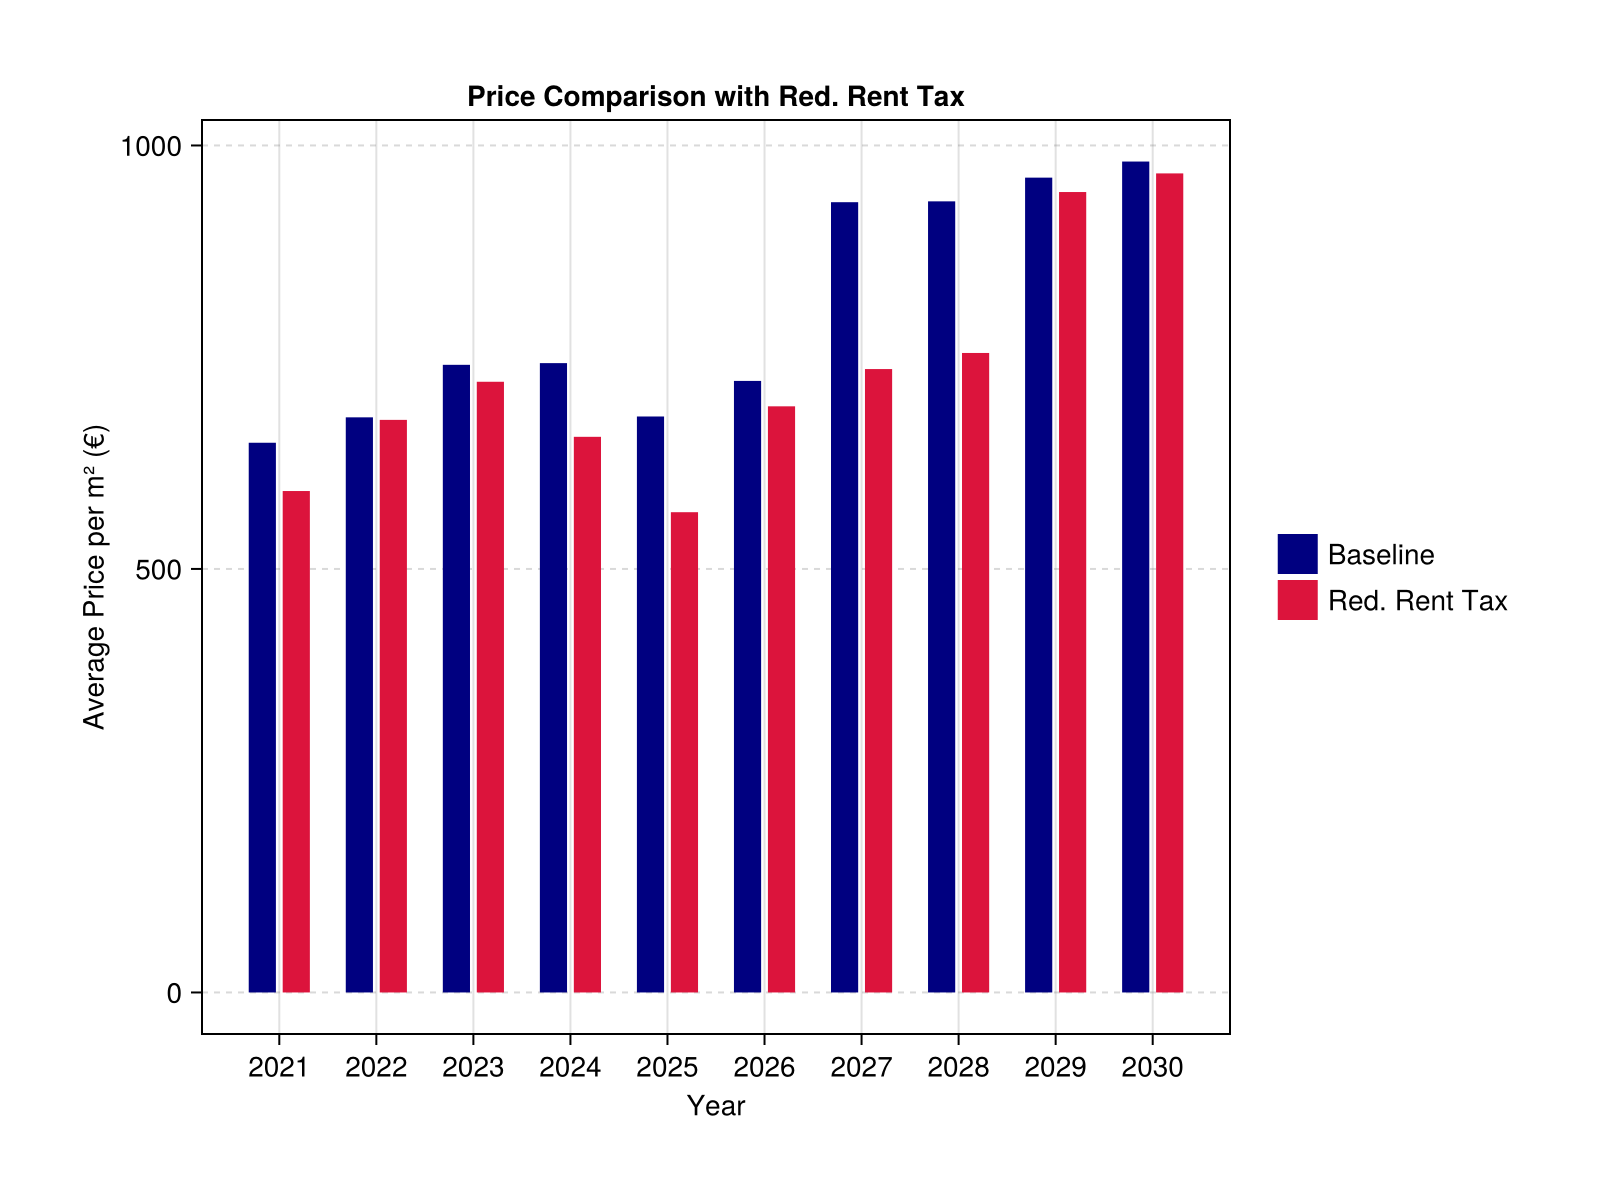 Price Comparison with Red. Rent Tax
1000
500
0
Average Price per m² (€)
2021 2022 2023 2024 2025 2026 2027 2028 2029 2030
Year
Baseline
Red. Rent Tax